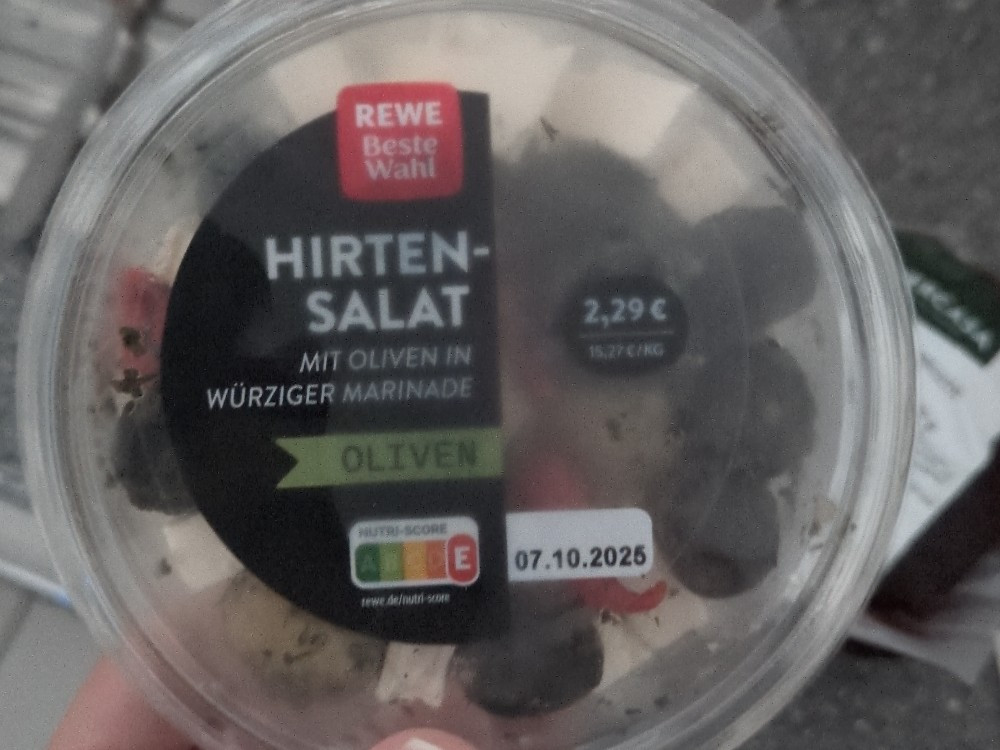 REWE
Beste
Wahl
HIRTEN-
SALAT
MIT OLIVEN IN
WÜRZIGER MARINADE
OLIVEN
2,29 €
15,27 €/KG
NUTRI-SCORE
A B C D E
07.10.2025
rewe.de/nutri-score